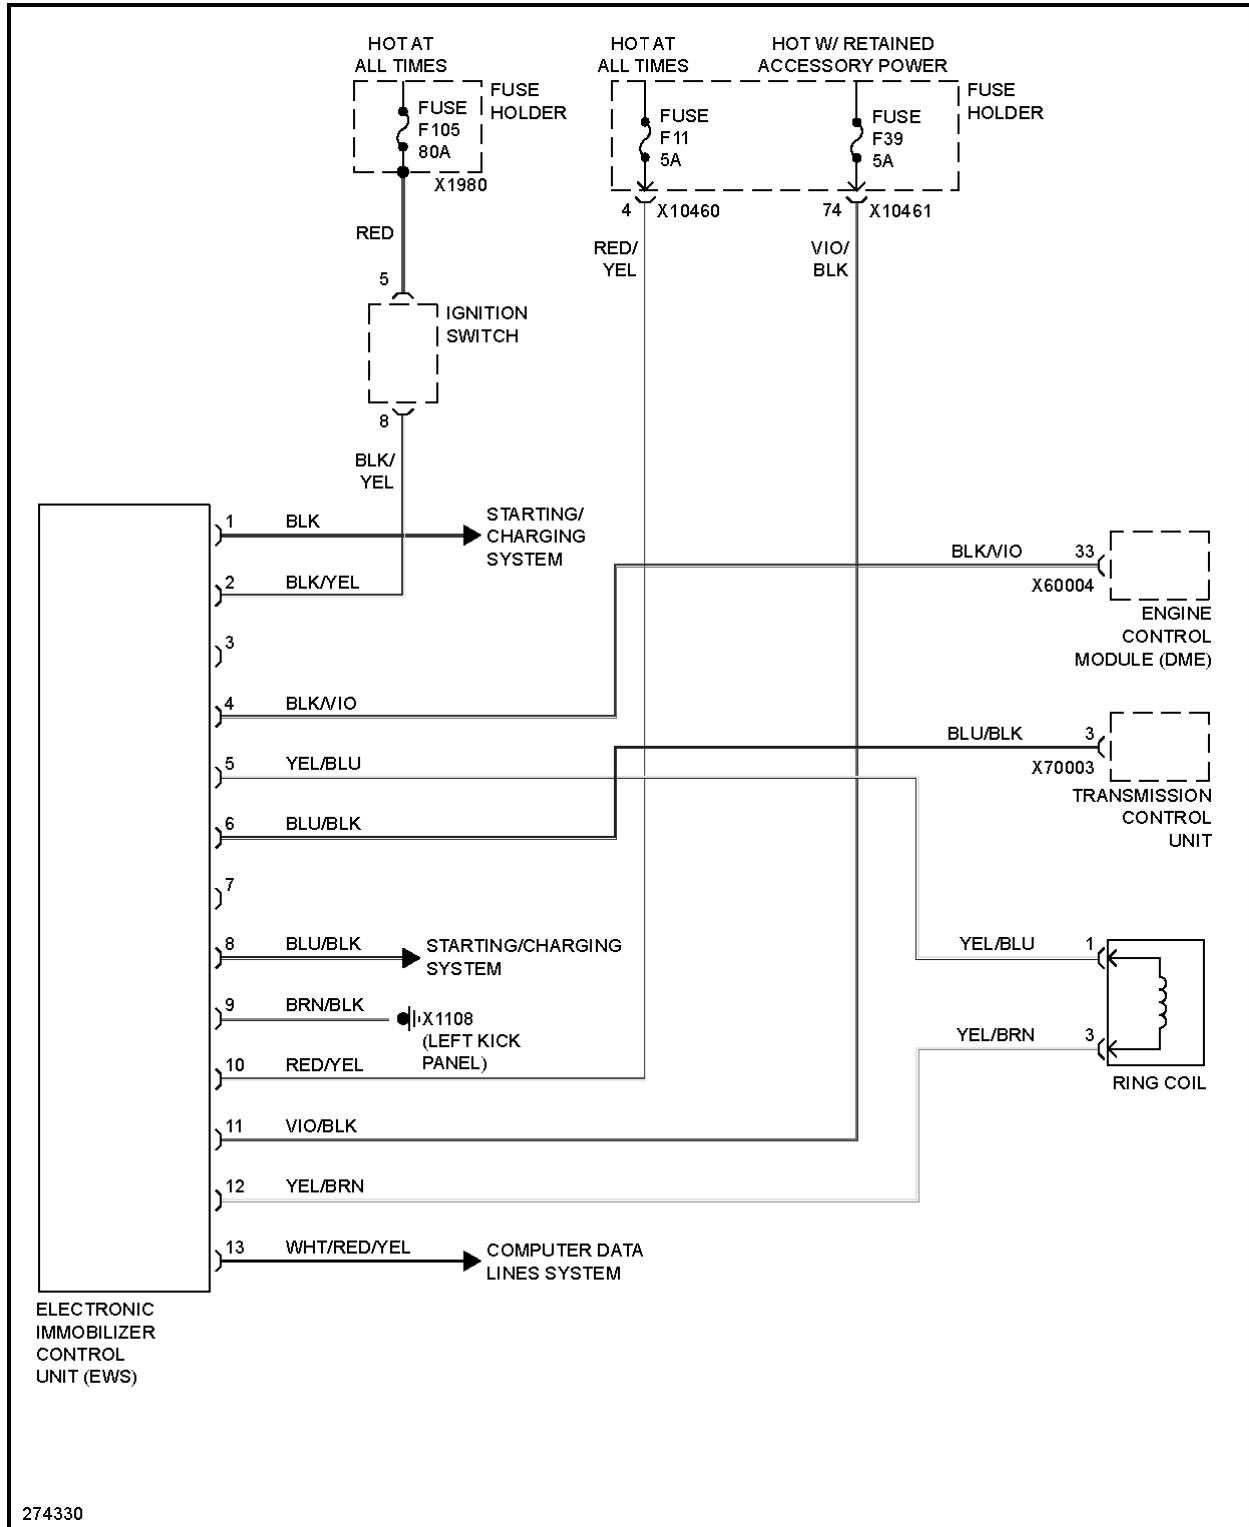 HOT AT
ALL TIMES
HOT AT
ALL TIMES
HOT W/ RETAINED
ACCESSORY POWER
FUSE
HOLDER
FUSE
F105
80A
X1980
FUSE
F11
5A
FUSE
F39
5A
FUSE
HOLDER
4
X10460
74
X10461
RED
RED/
YEL
VIO/
BLK
5
IGNITION
SWITCH
8
BLK/
YEL
1
BLK
STARTING/
CHARGING
SYSTEM
2
BLK/YEL
3
BLK/VIO
33
X60004
ENGINE
CONTROL
MODULE (DME)
4
BLK/VIO
5
YEL/BLU
BLU/BLK
3
X70003
TRANSMISSION
CONTROL
UNIT
6
BLU/BLK
7
8
BLU/BLK
STARTING/CHARGING
SYSTEM
YEL/BLU
1
9
BRN/BLK
X1108
(LEFT KICK
PANEL)
YEL/BRN
3
RING COIL
10
RED/YEL
11
VIO/BLK
12
YEL/BRN
13
WHT/RED/YEL
COMPUTER DATA
LINES SYSTEM
ELECTRONIC
IMMOBILIZER
CONTROL
UNIT (EWS)
274330